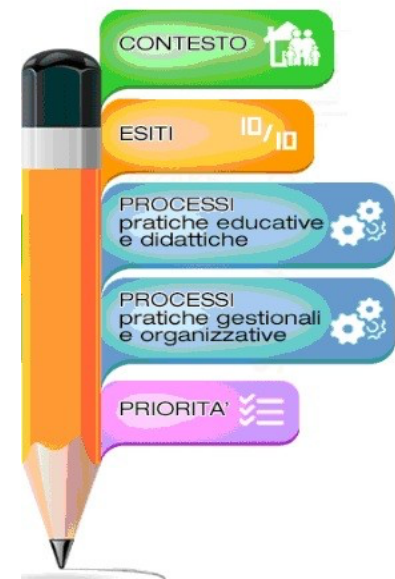 CONTESTO
ESITI 10/10
PROCESSI
pratiche educative
e didattiche
PROCESSI
pratiche gestionali
e organizzative
PRIORITA'